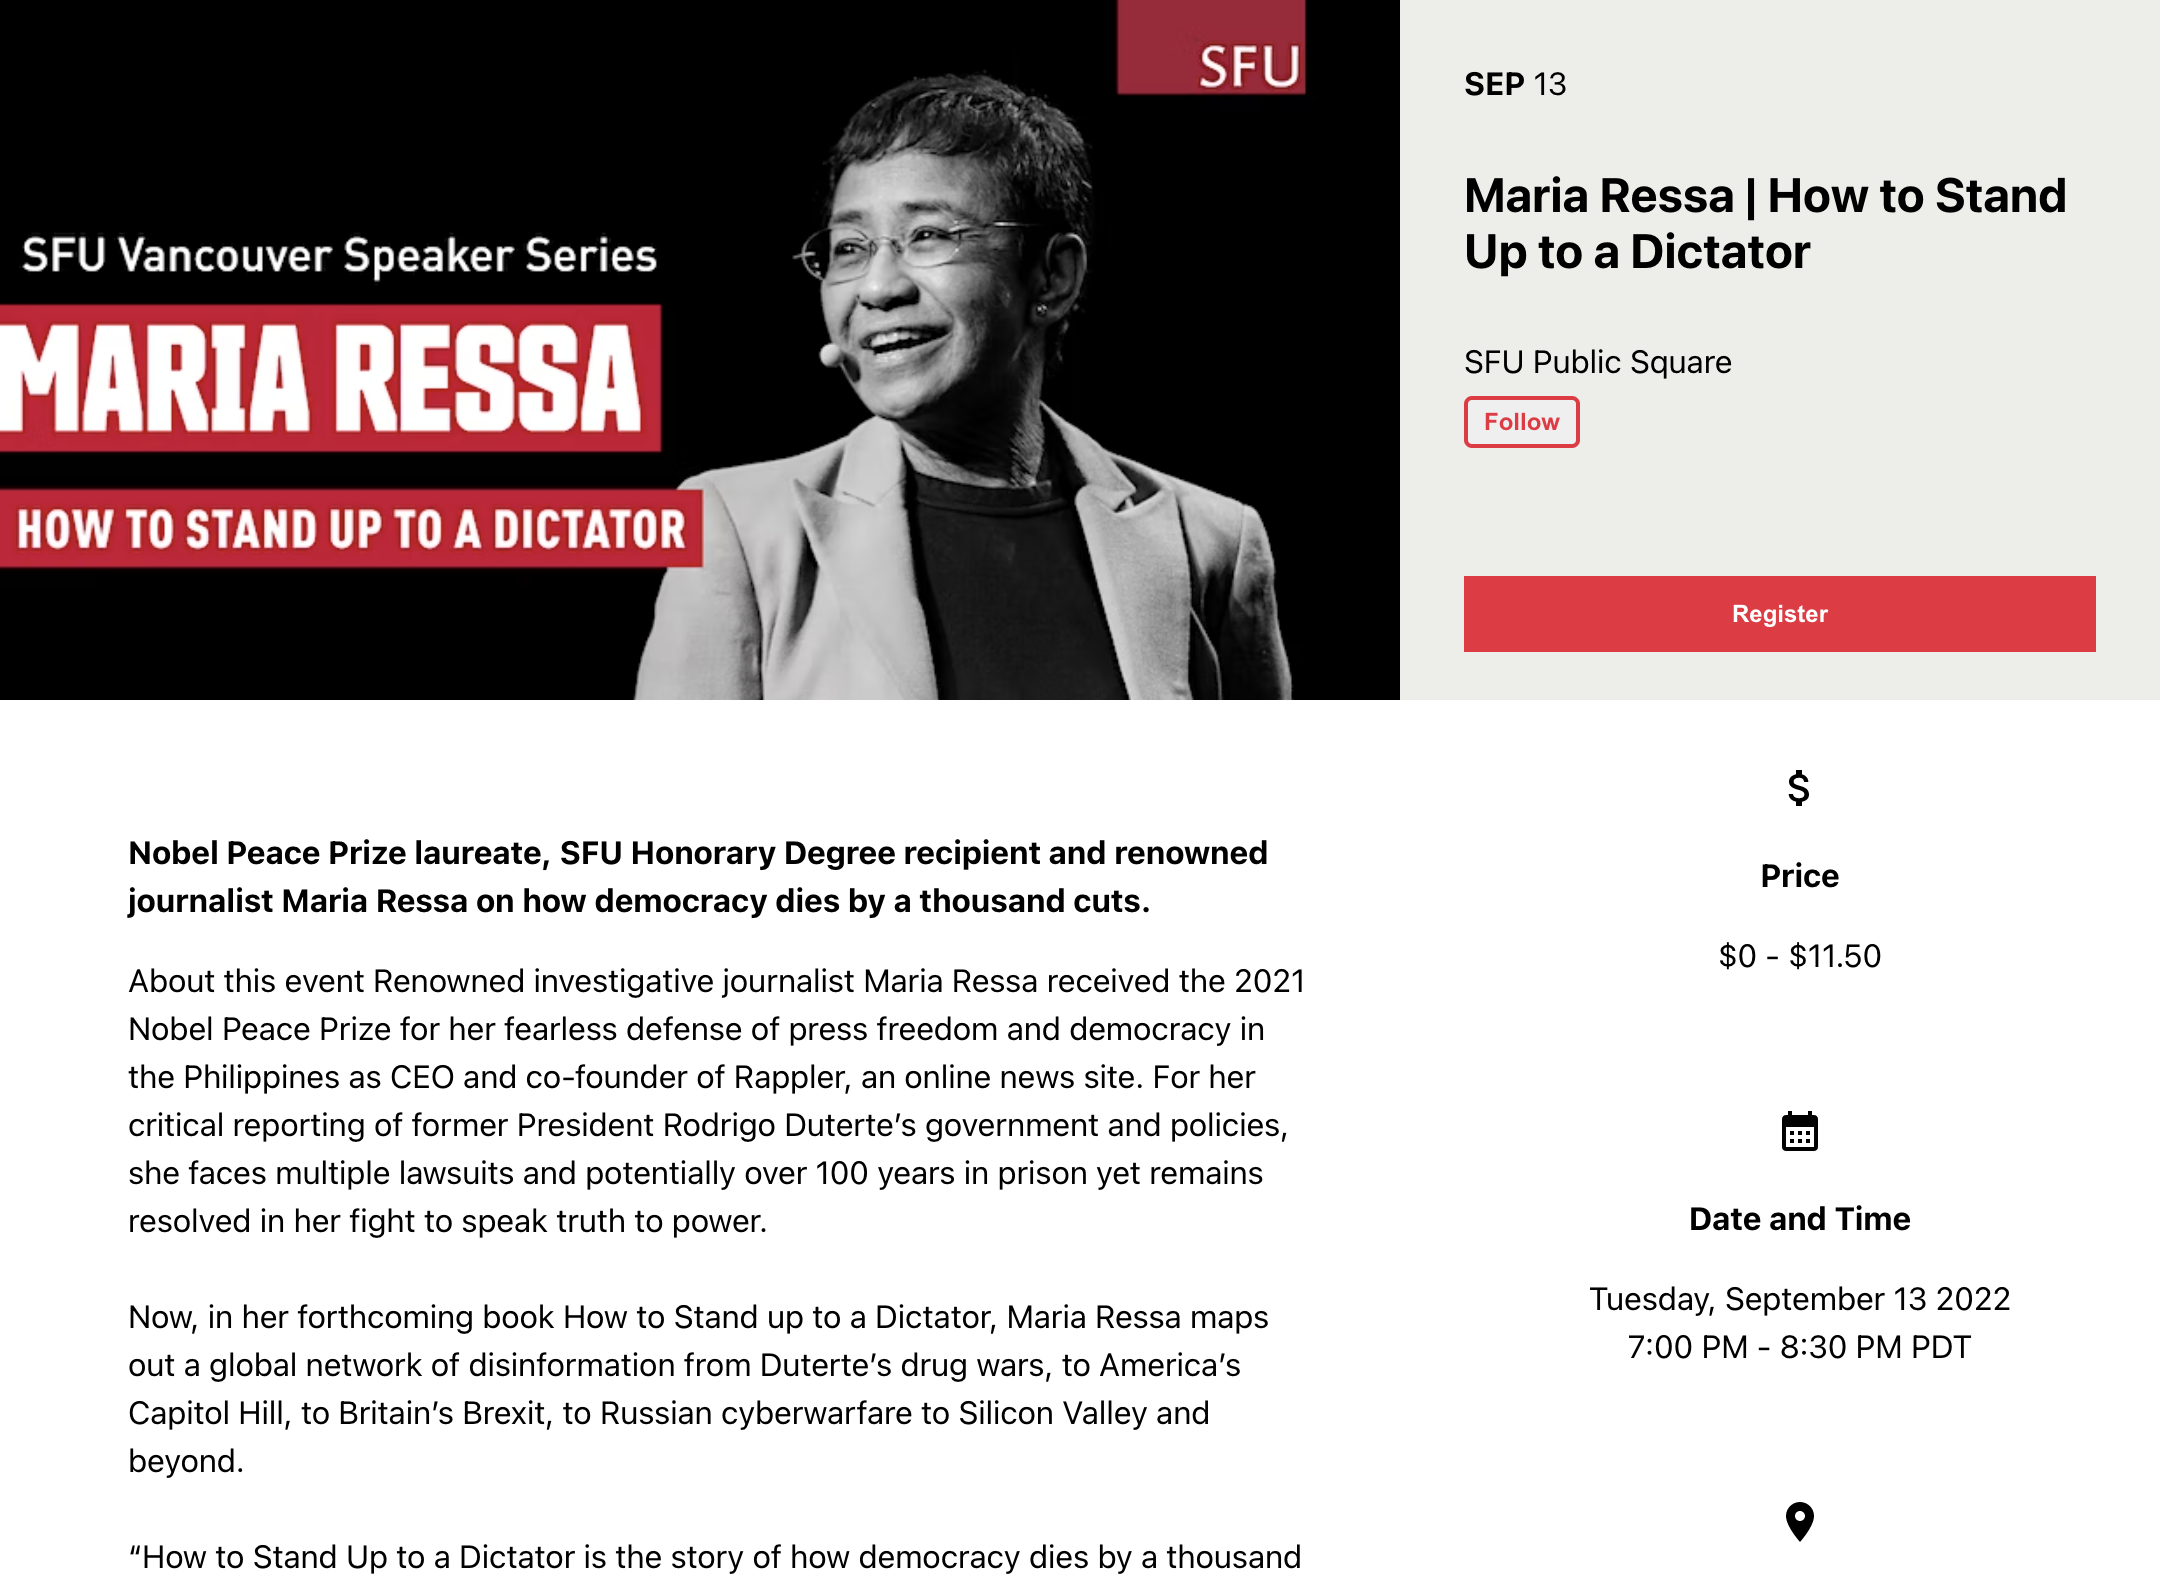 SFU
SFU Vancouver Speaker Series
MARIA RESSA
HOW TO STAND UP TO A DICTATOR
SEP 13
Maria Ressa | How to Stand
Up to a Dictator
SFU Public Square
Follow
Register
Nobel Peace Prize laureate, SFU Honorary Degree recipient and renowned
journalist Maria Ressa on how democracy dies by a thousand cuts.
About this event Renowned investigative journalist Maria Ressa received the 2021
Nobel Peace Prize for her fearless defense of press freedom and democracy in
the Philippines as CEO and co-founder of Rappler, an online news site. For her
critical reporting of former President Rodrigo Duterte’s government and policies,
she faces multiple lawsuits and potentially over 100 years in prison yet remains
resolved in her fight to speak truth to power.
Now, in her forthcoming book How to Stand up to a Dictator, Maria Ressa maps
out a global network of disinformation from Duterte’s drug wars, to America’s
Capitol Hill, to Britain’s Brexit, to Russian cyberwarfare to Silicon Valley and
beyond.
“How to Stand Up to a Dictator is the story of how democracy dies by a thousand
$
Price
$0 - $11.50
Date and Time
Tuesday, September 13 2022
7:00 PM - 8:30 PM PDT